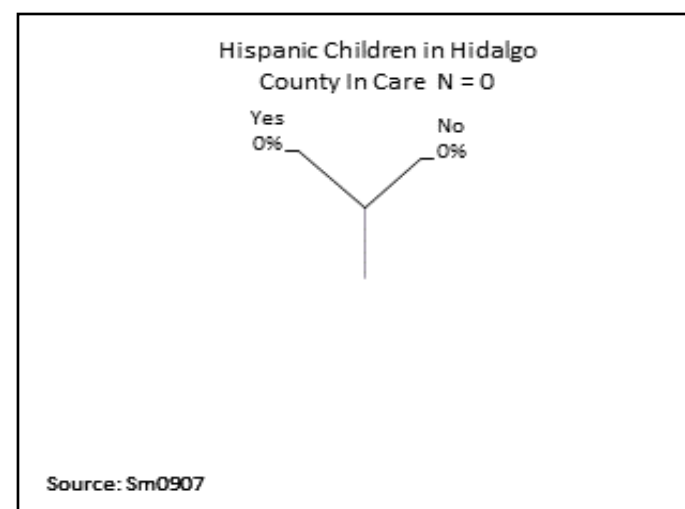 Hispanic Children in Hidalgo
County In Care N = 0
Yes
0%
No
0%
Source: Sm0907